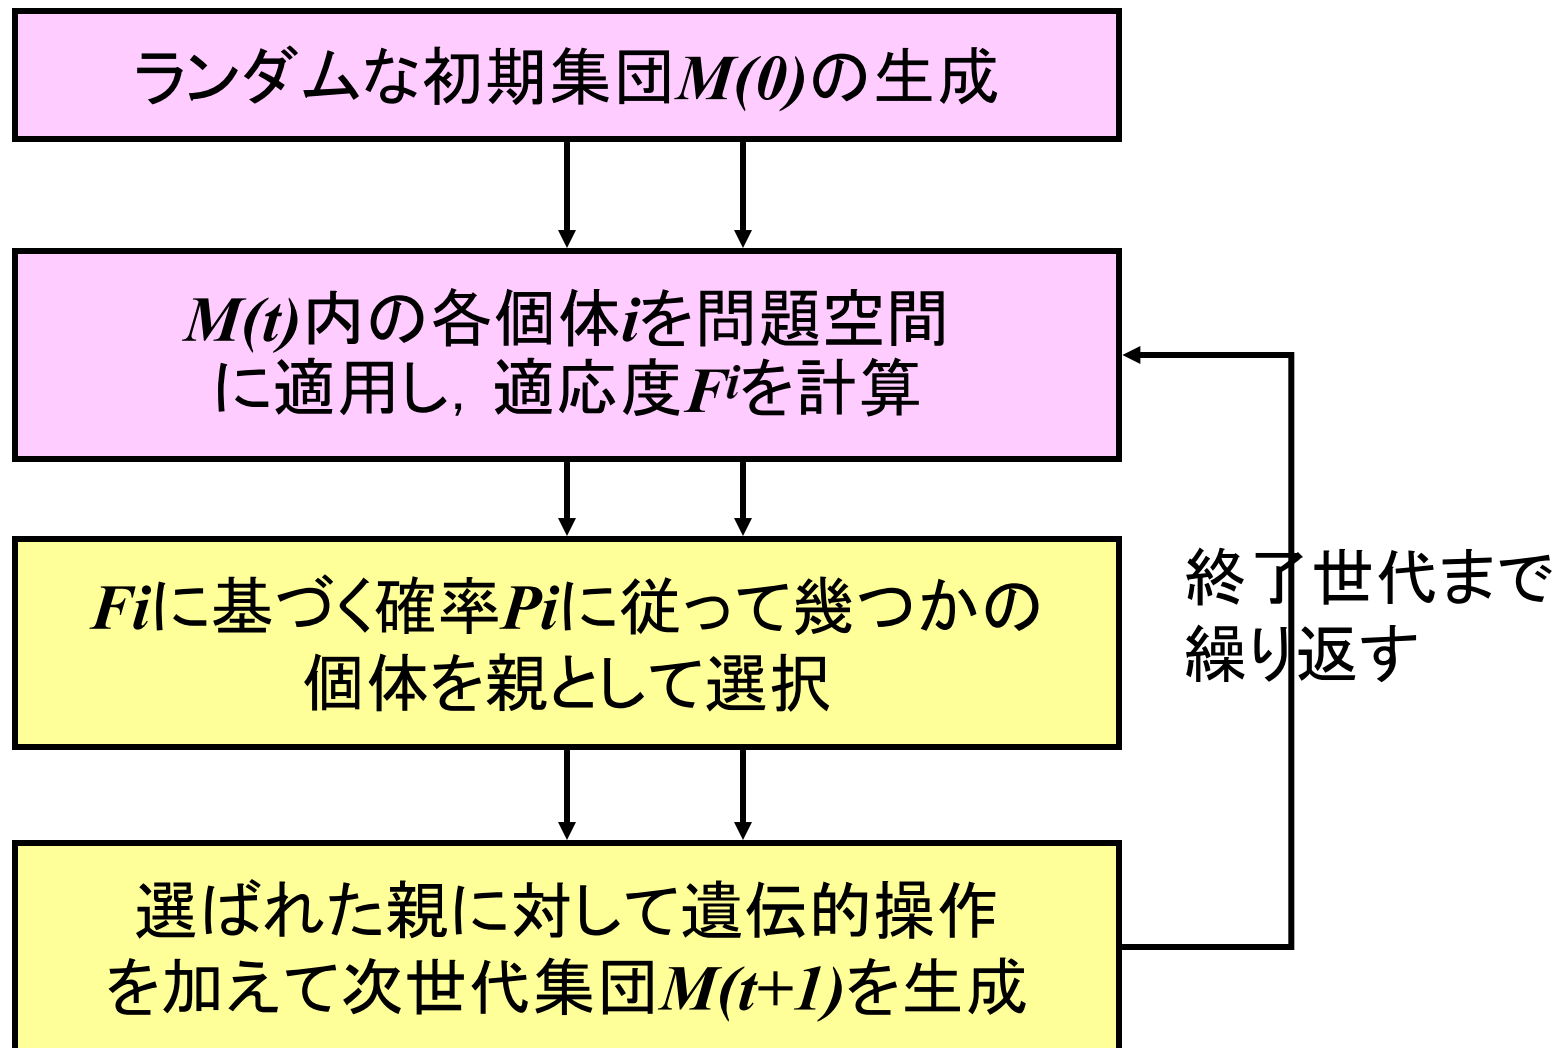 ランダムな初期集団M(0)の生成
M(t)内の各個体iを問題空間
に適用し，適応度Fiを計算
Fiに基づく確率Piに従って幾つかの
個体を親として選択
終了世代まで
繰り返す
選ばれた親に対して遺伝的操作
を加えて次世代集団M(t+1)を生成